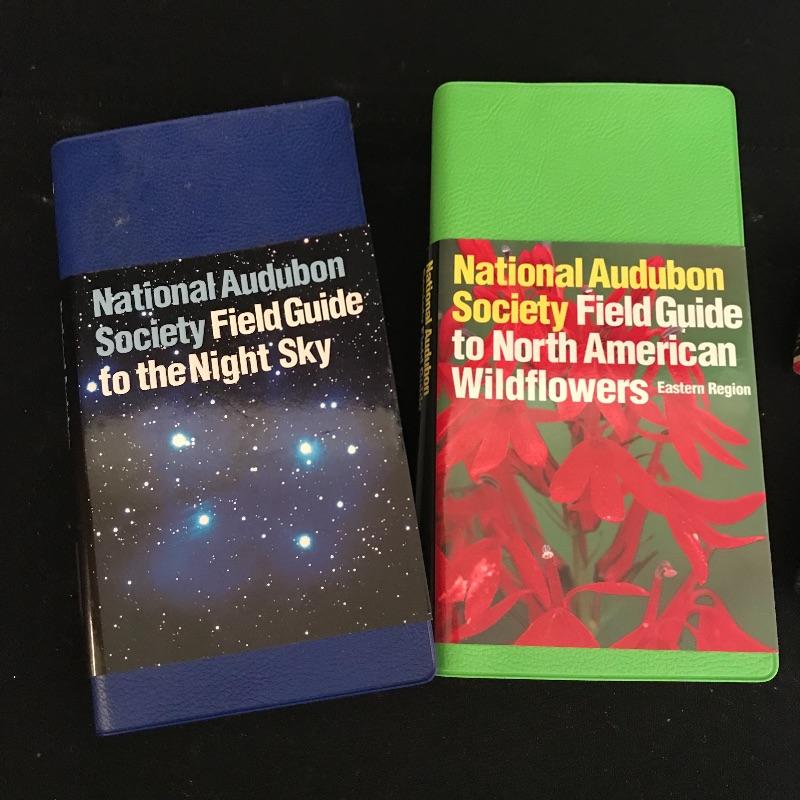 National Audubon
Society Field Guide
to the Night Sky
National Audubon
Society Field Guide
to North American
Wildflowers Eastern Region
National Audubon